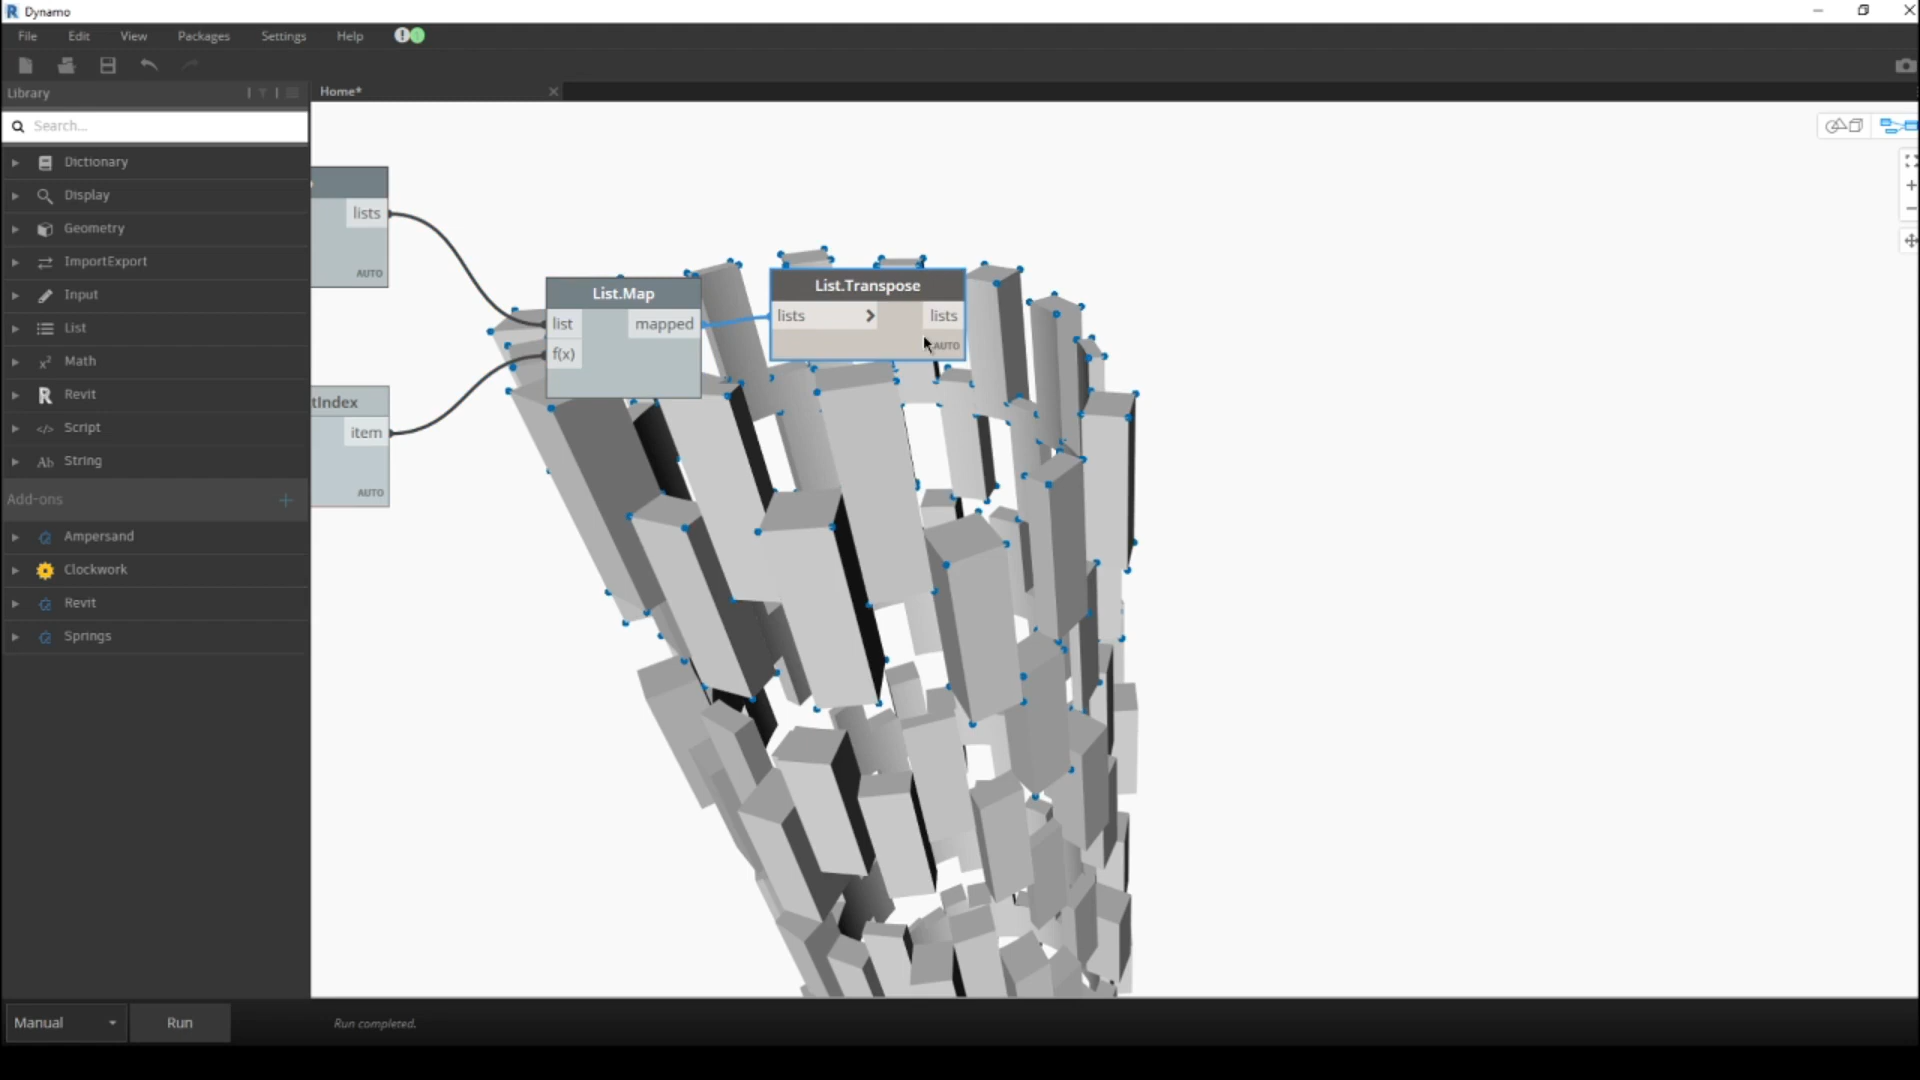 Dynamo
File Edit View Packages Settings Help
Library
Home*
Search...
Dictionary
Display
Geometry
ImportExport
Input
List
Math
Revit
Script
String
Add-ons
Ampersand
Clockwork
Revit
Springs
lists
AUTO
tIndex
item
AUTO
List.Map
list mapped
f(x)
List.Transpose
lists > lists
AUTO
Manual Run Run completed.